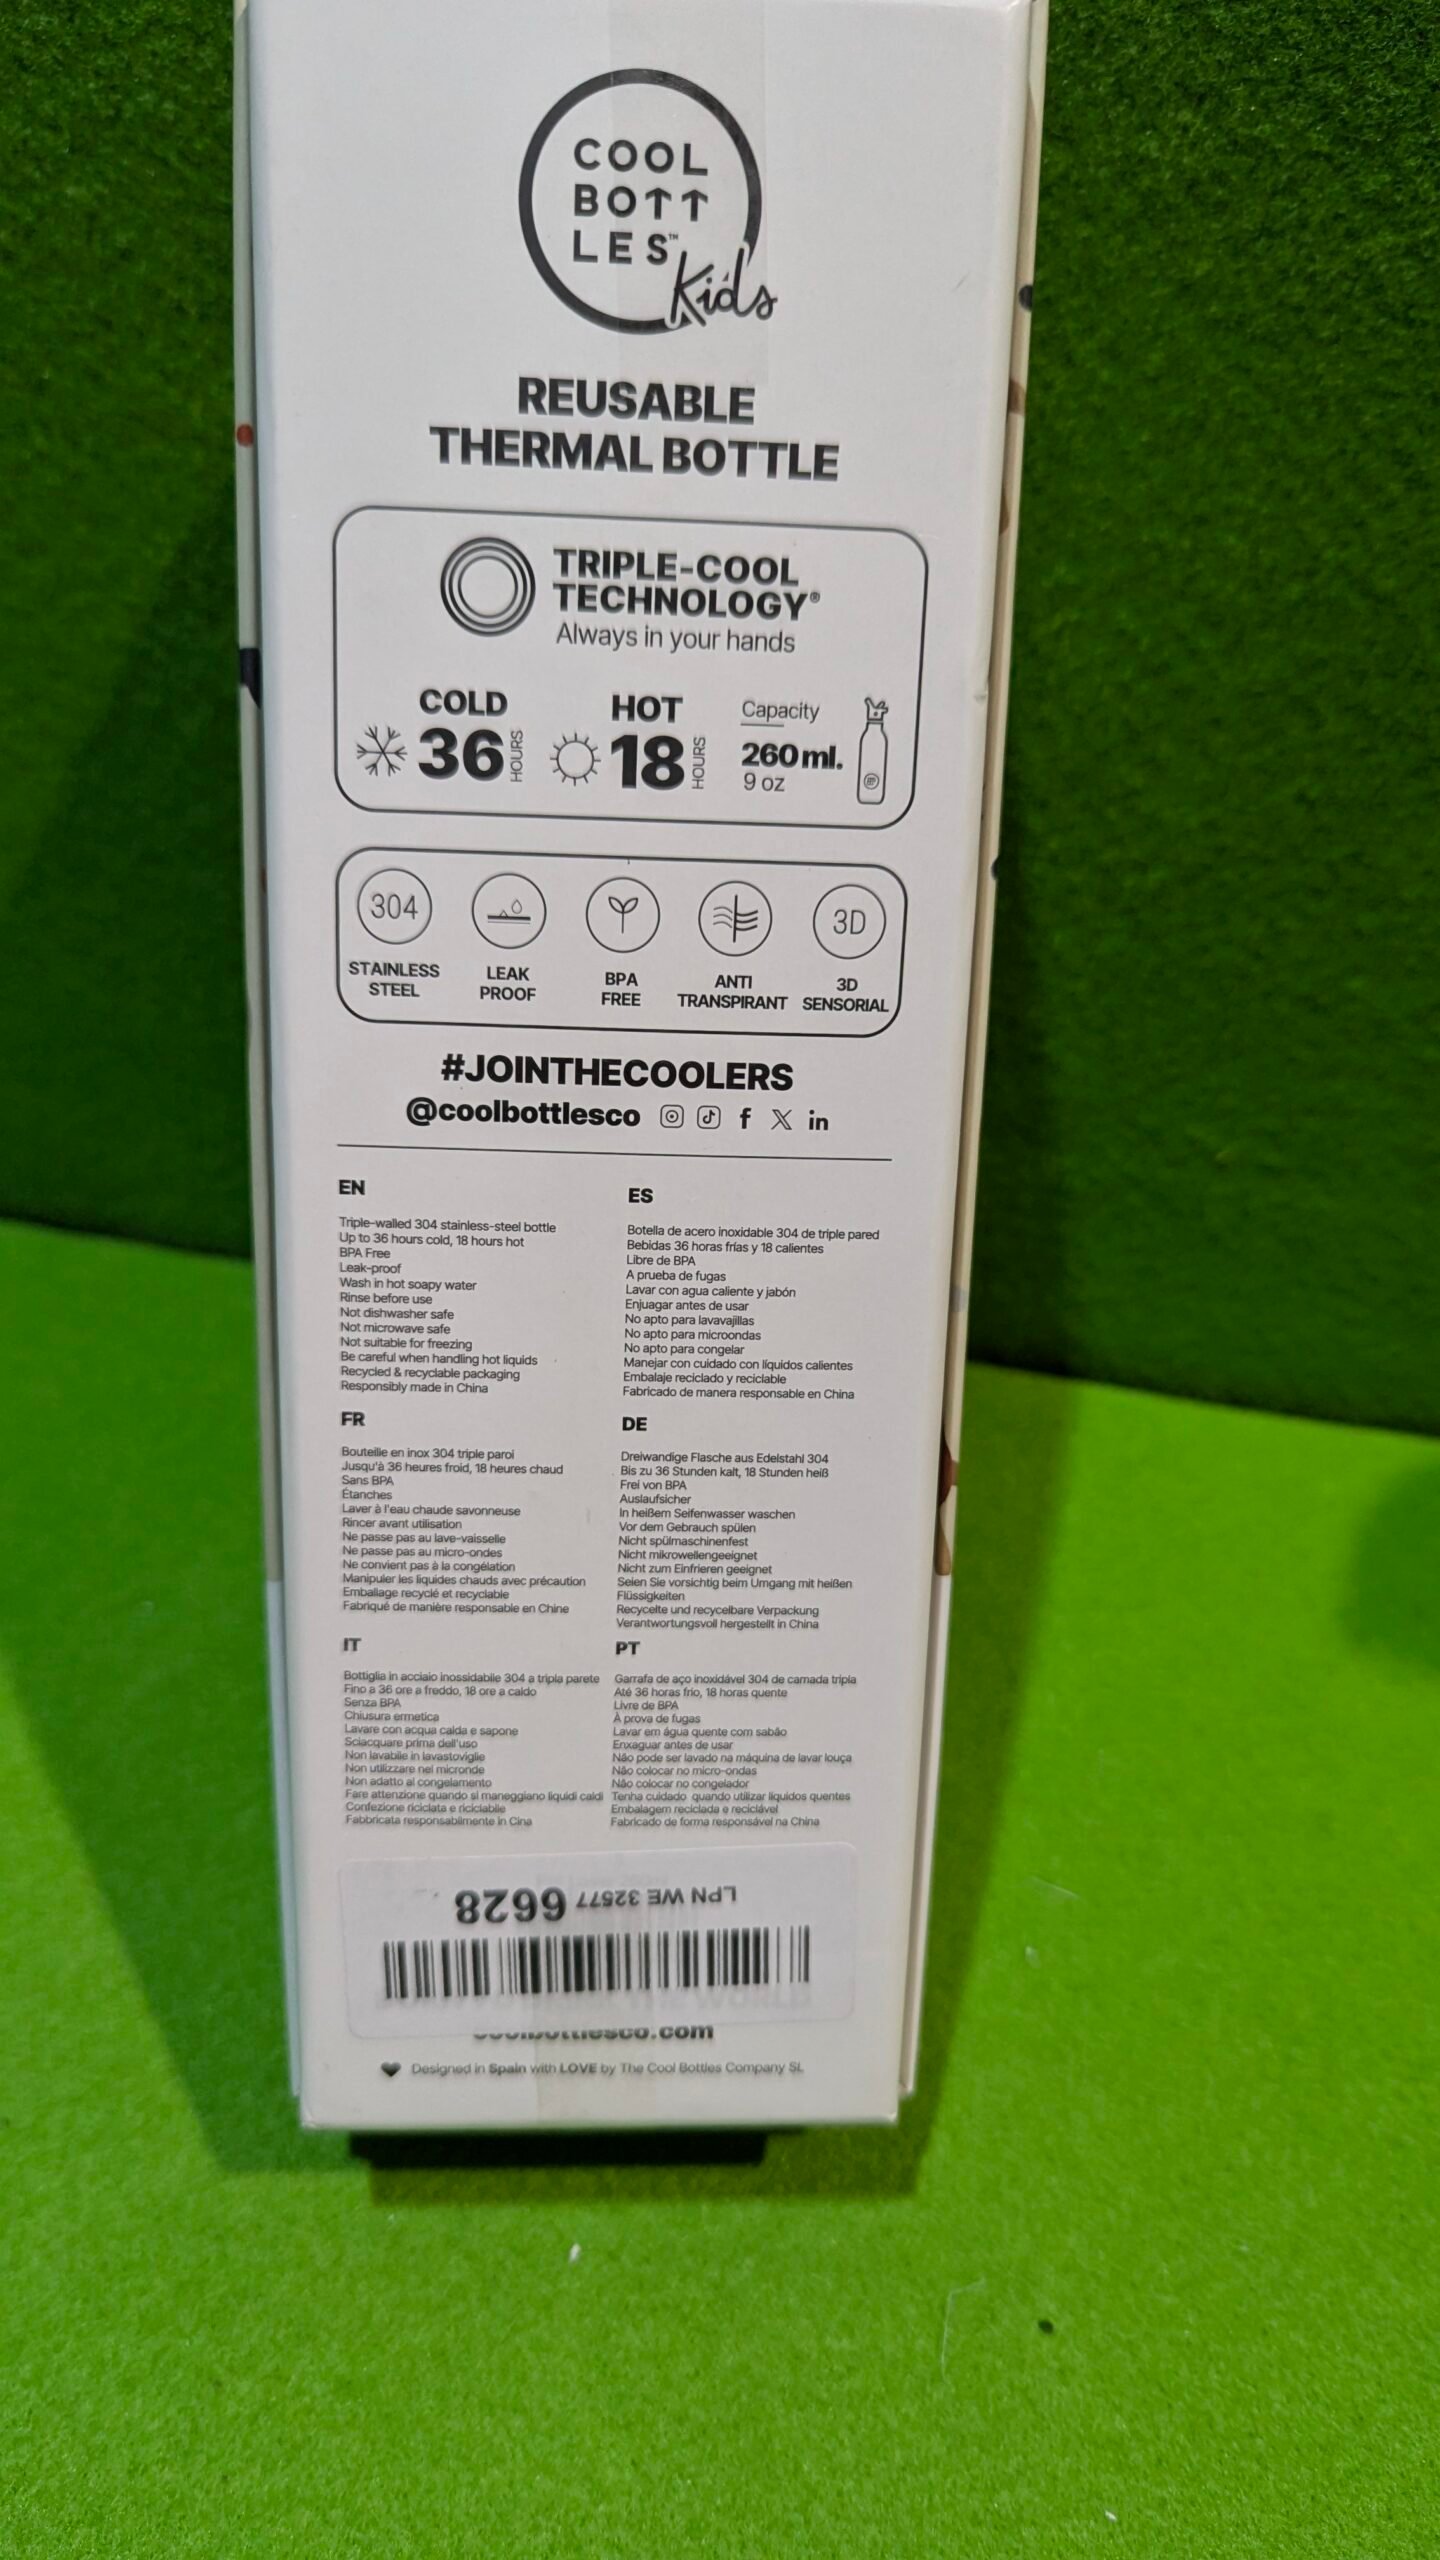 COOL
BOTT
LES™
Kids
REUSABLE
THERMAL BOTTLE
TRIPLE-COOL
TECHNOLOGY®
Always in your hands
COLD
36 HOURS
HOT
18 HOURS
Capacity
260 ml.
9 oz
304
STAINLESS
STEEL
LEAK
PROOF
BPA
FREE
ANTI
TRANSPIRANT
3D
3D
SENSORIAL
#JOINTHECOOLERS
@coolbottlesco
EN
Triple-walled 304 stainless-steel bottle
Up to 36 hours cold, 18 hours hot
BPA Free
Leak-proof
Wash in hot soapy water
Rinse before use
Not dishwasher safe
Not microwave safe
Not suitable for freezing
Be careful when handling hot liquids
Recycled & recyclable packaging
Responsibly made in China
ES
Botella de acero inoxidable 304 de triple pared
Bebidas 36 horas frías y 18 calientes
Libre de BPA
A prueba de fugas
Lavar con agua caliente y jabón
Enjuagar antes de usar
No apto para lavavajillas
No apto para microondas
No apto para congelar
Manejar con cuidado con líquidos calientes
Embalaje reciclado y reciclable
Fabricado de manera responsable en China
FR
Bouteille en inox 304 triple paroi
Jusqu'à 36 heures froid, 18 heures chaud
Sans BPA
Étanches
Laver à l'eau chaude savonneuse
Rincer avant utilisation
Ne passe pas au lave-vaisselle
Ne passe pas au micro-ondes
Ne convient pas à la congélation
Manipuler les liquides chauds avec précaution
Emballage recyclé et recyclable
Fabriqué de manière responsable en Chine
DE
Dreiwandige Flasche aus Edelstahl 304
Bis zu 36 Stunden kalt, 18 Stunden heiß
Frei von BPA
Auslaufsicher
In heißem Seifenwasser waschen
Vor dem Gebrauch spülen
Nicht spülmaschinenfest
Nicht mikrowellengeeignet
Nicht zum Einfrieren geeignet
Seien Sie vorsichtig beim Umgang mit heißen
Flüssigkeiten
Recycelte und recycelbare Verpackung
Verantwortungsvoll hergestellt in China
IT
Bottiglia in acciaio inossidabile 304 a tripla parete
Fino a 36 ore a freddo, 18 ore a caldo
Senza BPA
Chiusura ermetica
Lavare con acqua calda e sapone
Sciacquare prima dell'uso
Non lavabile in lavastoviglie
Non utilizzare nel micronde
Non adatto al congelamento
Fare attenzione quando si maneggiano liquidi caldi
Confezione riciclata e riciclabile
Fabbricata responsabilmente in Cina
PT
Garrafa de aço inoxidável 304 de camada tripla
Até 36 horas frio, 18 horas quente
Livre de BPA
À prova de fugas
Lavar em água quente com sabão
Enxaguar antes de usar
Não pode ser lavado na máquina de lavar louça
Não colocar no micro-ondas
Não colocar no congelador
Tenha cuidado quando utilizar líquidos quentes
Embalagem reciclada e reciclável
Fabricado de forma responsável na China
LPN WE 32577 6628
coolbottlesco.com
Designed in Spain with LOVE by The Cool Bottles Company SL